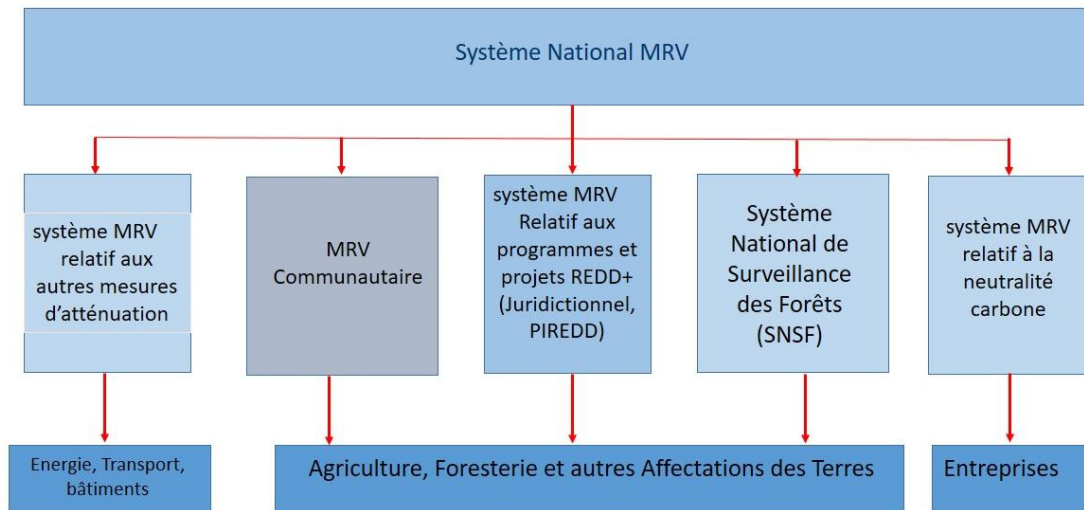 Système National MRV
système MRV
relatif aux
autres mesures
d’atténuation
MRV
Communautaire
système MRV
Relatif aux
programmes et
projets REDD+
(Juridictionnel,
PIREDD)
Système
National de
Surveillance
des Forêts
(SNSF)
système MRV
relatif à la
neutralité
carbone
Energie, Transport,
bâtiments
Agriculture, Foresterie et autres Affectations des Terres
Entreprises